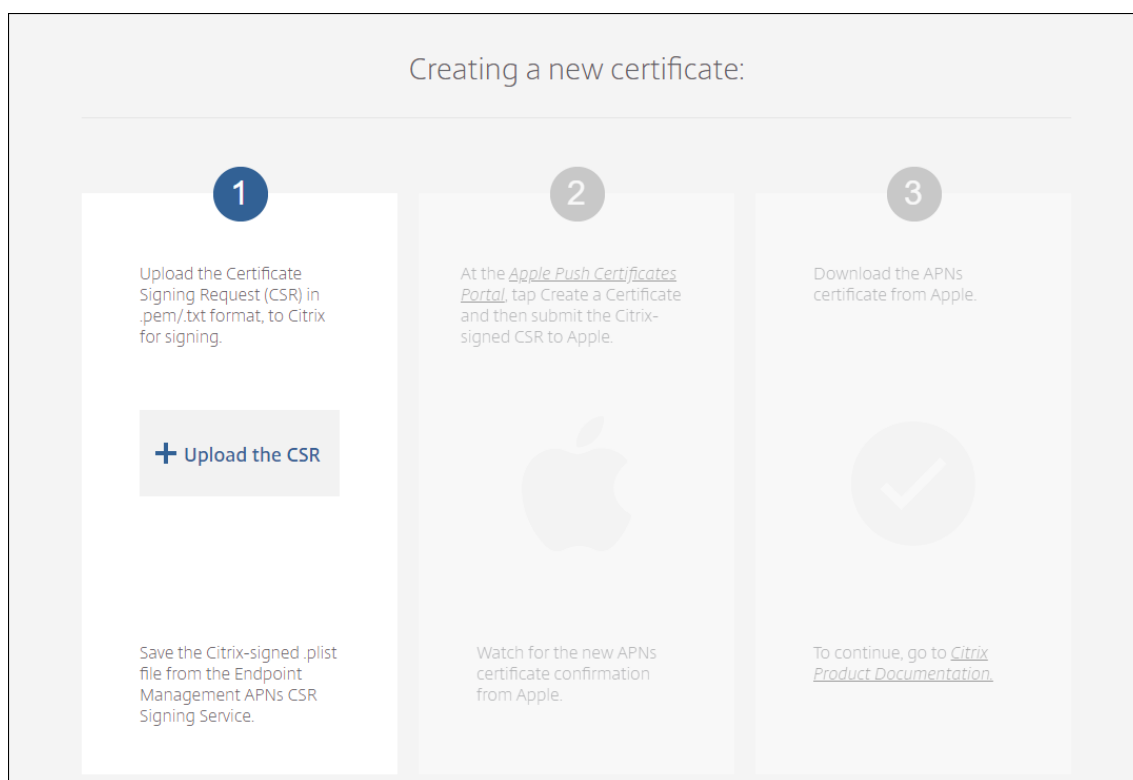 Creating a new certificate:
1
Upload the Certificate
Signing Request (CSR) in
.pem/.txt format, to Citrix
for signing.
+ Upload the CSR
Save the Citrix-signed .plist
file from the Endpoint
Management APNs CSR
Signing Service.
2
At the Apple Push Certificates
Portal, tap Create a Certificate
and then submit the Citrix-
signed CSR to Apple.
Watch for the new APNs
certificate confirmation
from Apple.
3
Download the APNs
certificate from Apple.
To continue, go to Citrix
Product Documentation.